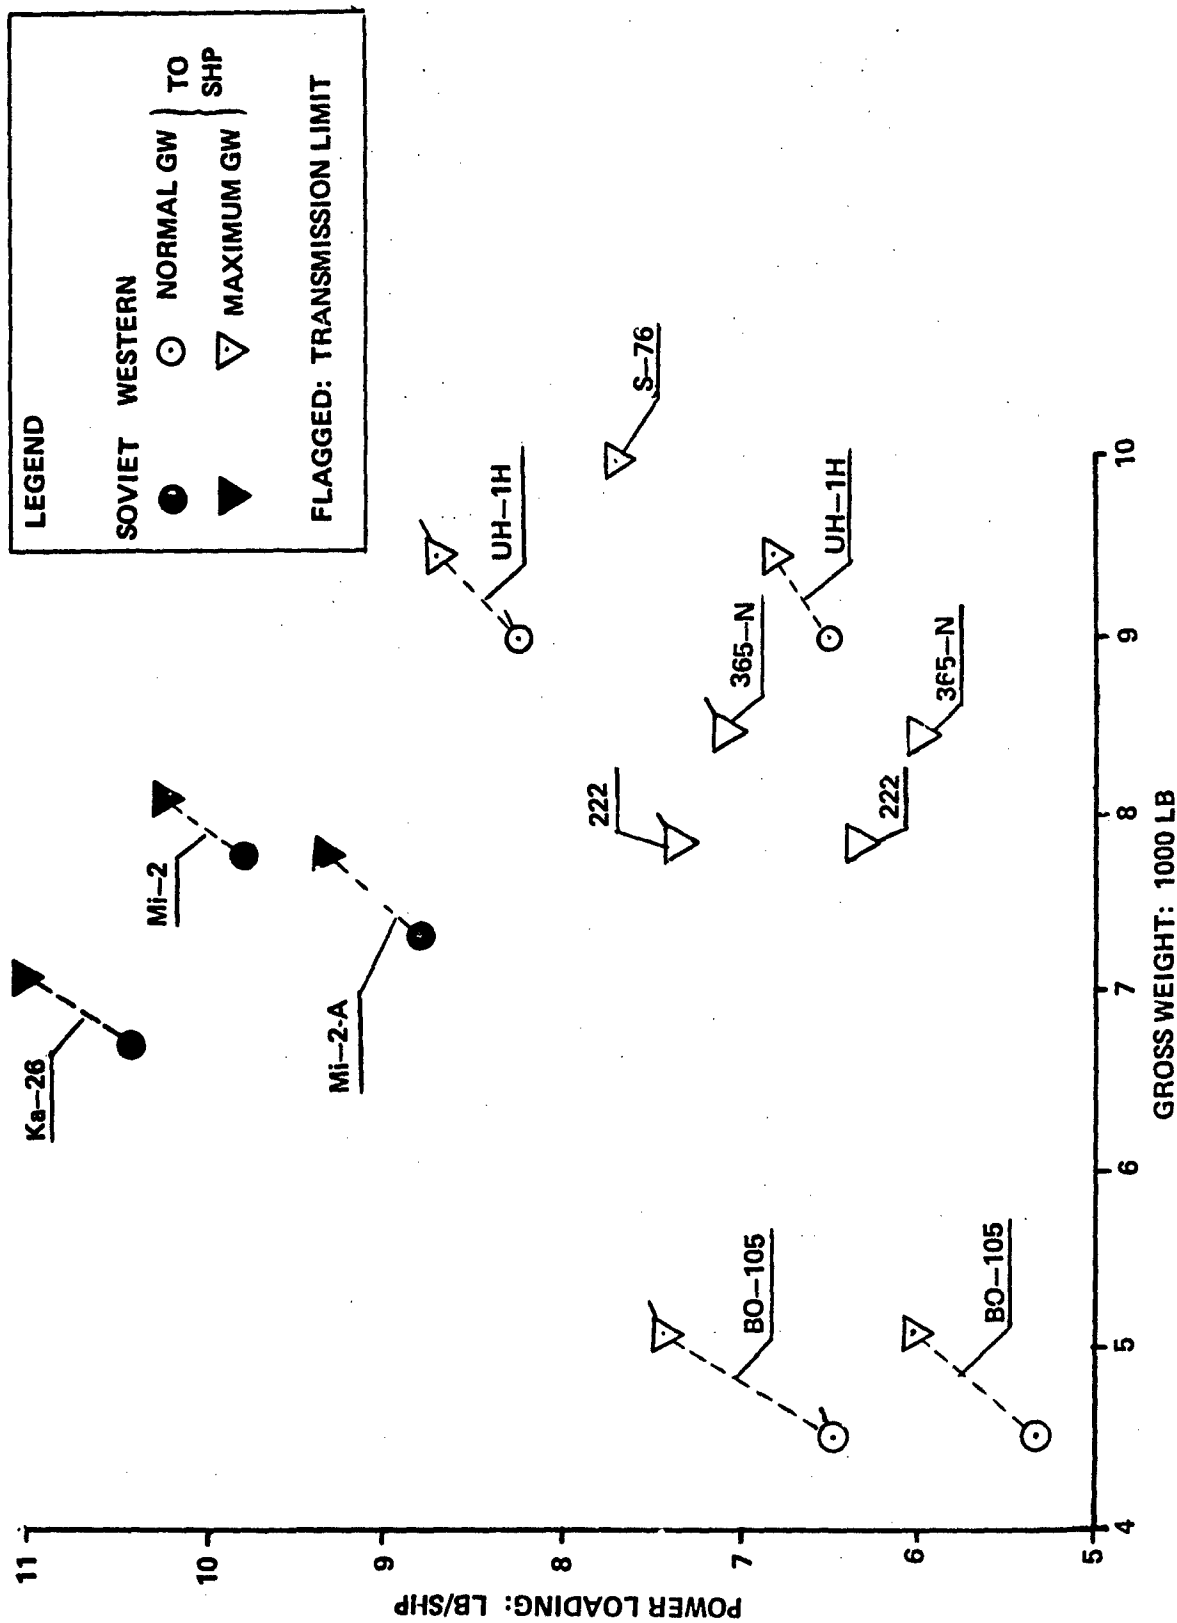 LEGEND
SOVIET WESTERN
NORMAL GW
MAXIMUM GW
TO
SHP
FLAGGED: TRANSMISSION LIMIT
Ka-26
Mi-2
Mi-2-A
UH-1H
S-76
222
365-N
UH-1H
222
365-N
BO-105
BO-105
POWER LOADING: LB/SHP
11
10
9
8
7
6
5
4
5
6
7
8
9
10
GROSS WEIGHT: 1000 LB